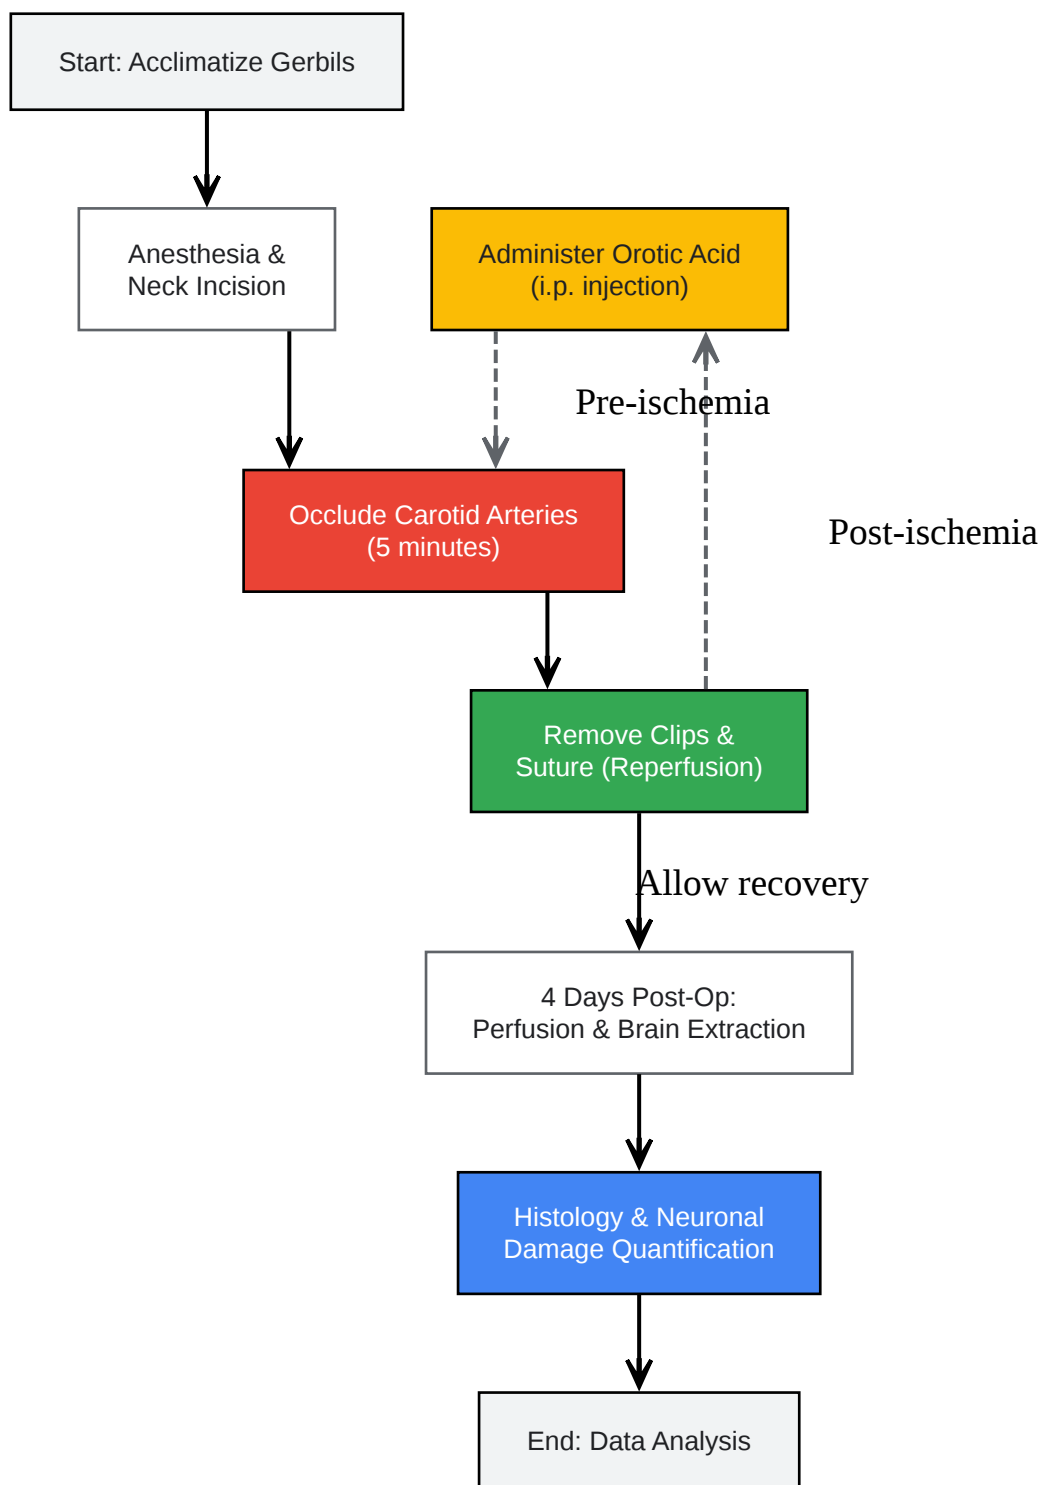 Start: Acclimatize Gerbils
Anesthesia &
Neck Incision
Administer Orotic Acid
(i.p. injection)
Pre-ischemia
Occlude Carotid Arteries
(5 minutes)
Post-ischemia
Remove Clips &
Suture (Reperfusion)
Allow recovery
4 Days Post-Op:
Perfusion & Brain Extraction
Histology & Neuronal
Damage Quantification
End: Data Analysis